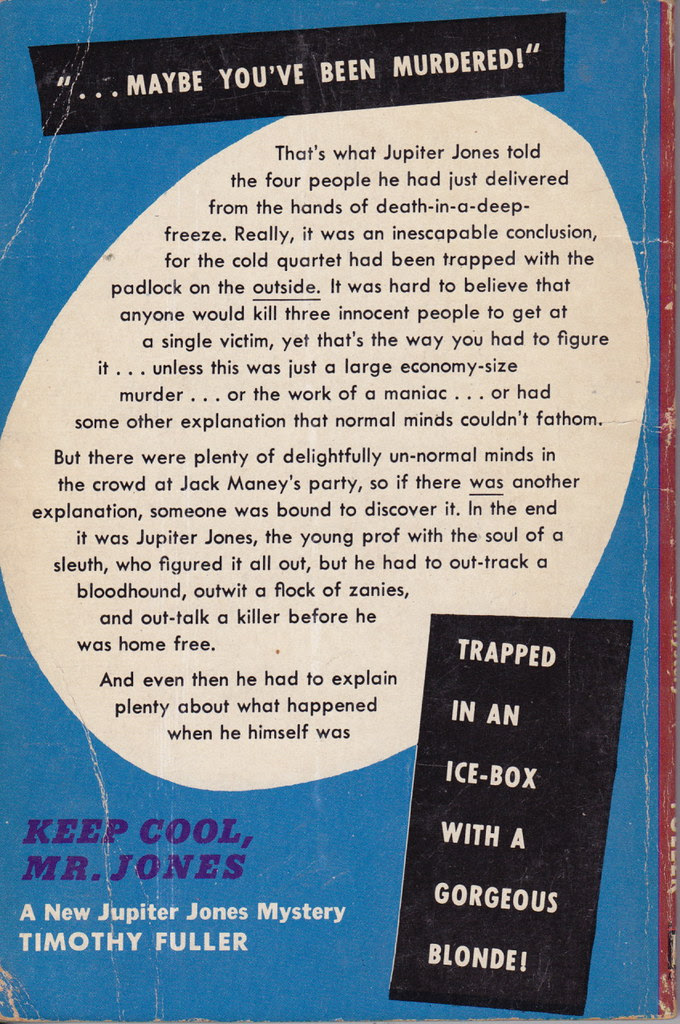 "...MAYBE YOU'VE BEEN MURDERED!"
That's what Jupiter Jones told
the four people he had just delivered
from the hands of death-in-a-deep-
freeze. Really, it was an inescapable conclusion,
for the cold quartet had been trapped with the
padlock on the outside. It was hard to believe that
anyone would kill three innocent people to get at
a single victim, yet that's the way you had to figure
it . . . unless this was just a large economy-size
murder . . . or the work of a maniac . . . or had
some other explanation that normal minds couldn't fathom.
But there were plenty of delightfully un-normal minds in
the crowd at Jack Maney's party, so if there was another
explanation, someone was bound to discover it. In the end
it was Jupiter Jones, the young prof with the soul of a
sleuth, who figured it all out, but he had to out-track a
bloodhound, outwit a flock of zanies,
and out-talk a killer before he
was home free.
And even then he had to explain
plenty about what happened
when he himself was
TRAPPED
IN AN
ICE-BOX
WITH A
GORGEOUS
BLONDE!
KEEP COOL,
MR. JONES
A New Jupiter Jones Mystery
TIMOTHY FULLER